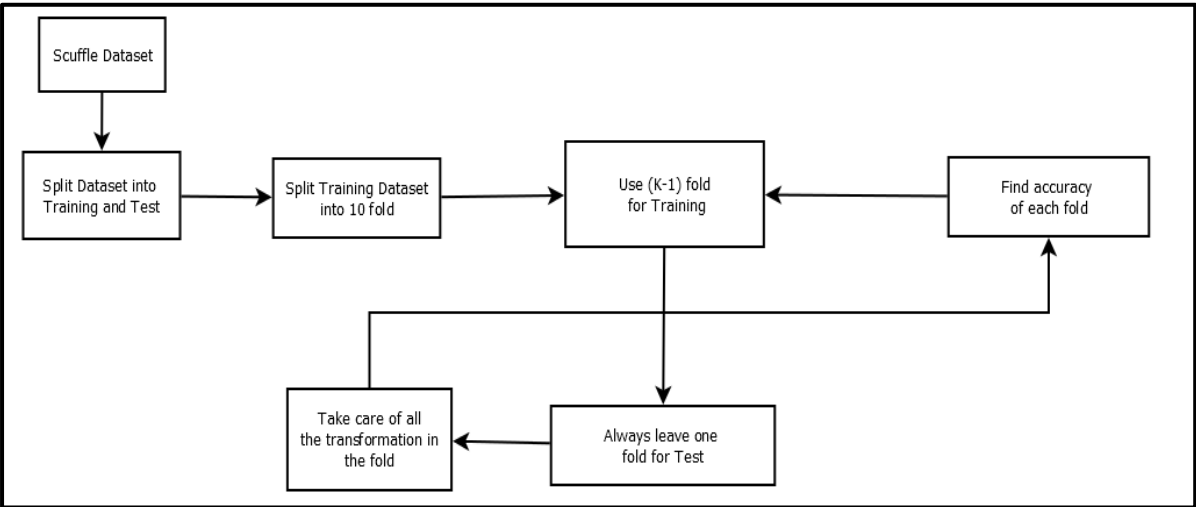 Scuffle Dataset
Split Dataset into
Training and Test
Split Training Dataset
into 10 fold
Use (K-1) fold
for Training
Find accuracy
of each fold
Take care of all
the transformation in
the fold
Always leave one
fold for Test